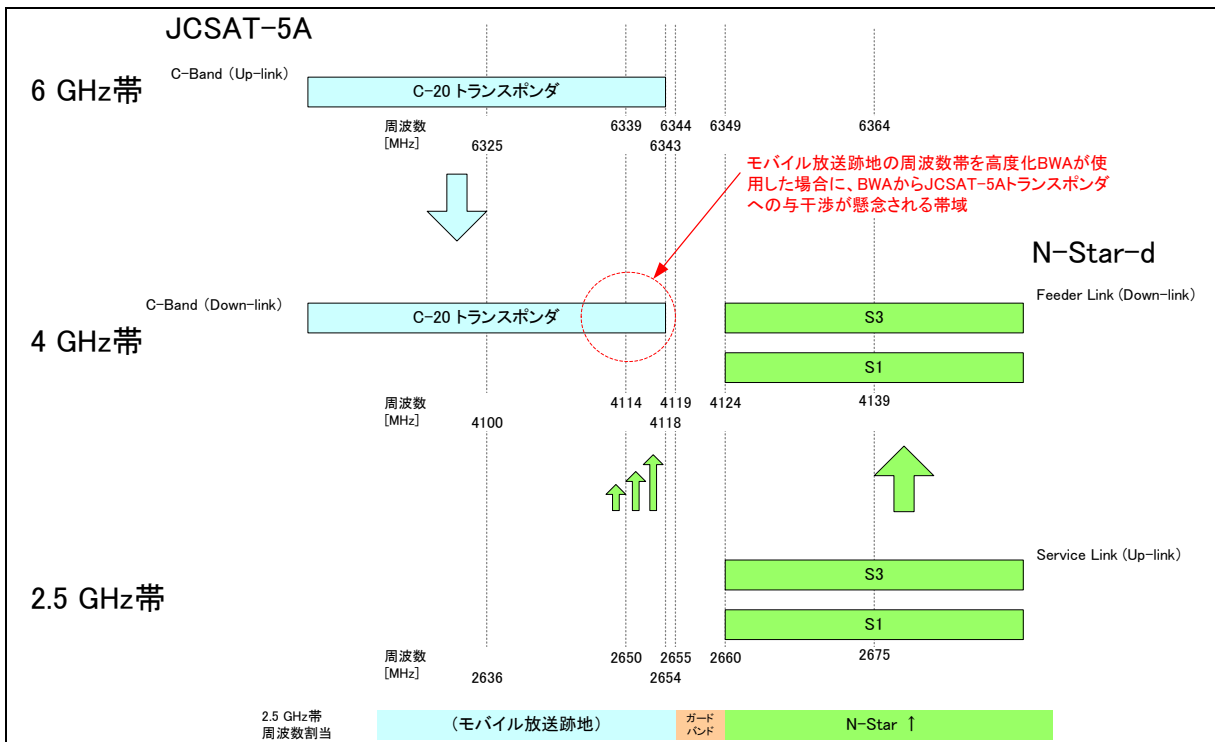 JCSAT-5A
C-Band (Up-link)
6 GHz帯
C-20 トランスポンダ
周波数
[MHz]
6325
6339
6343
6344
6349
6364
モバイル放送跡地の周波数帯を高度化BWAが使
用した場合に、BWAからJCSAT-5Aトランスポンダ
への与干渉が懸念される帯域
N-Star-d
C-Band (Down-link)
Feeder Link (Down-link)
4 GHz帯
C-20 トランスポンダ
S3
S1
周波数
[MHz]
4100
4114
4118
4119
4124
4139
Service Link (Up-link)
2.5 GHz帯
S3
S1
周波数
[MHz]
2636
2650
2654
2655
2660
2675
2.5 GHz帯
周波数割当
(モバイル放送跡地)
ガード
バンド
N-Star ↑